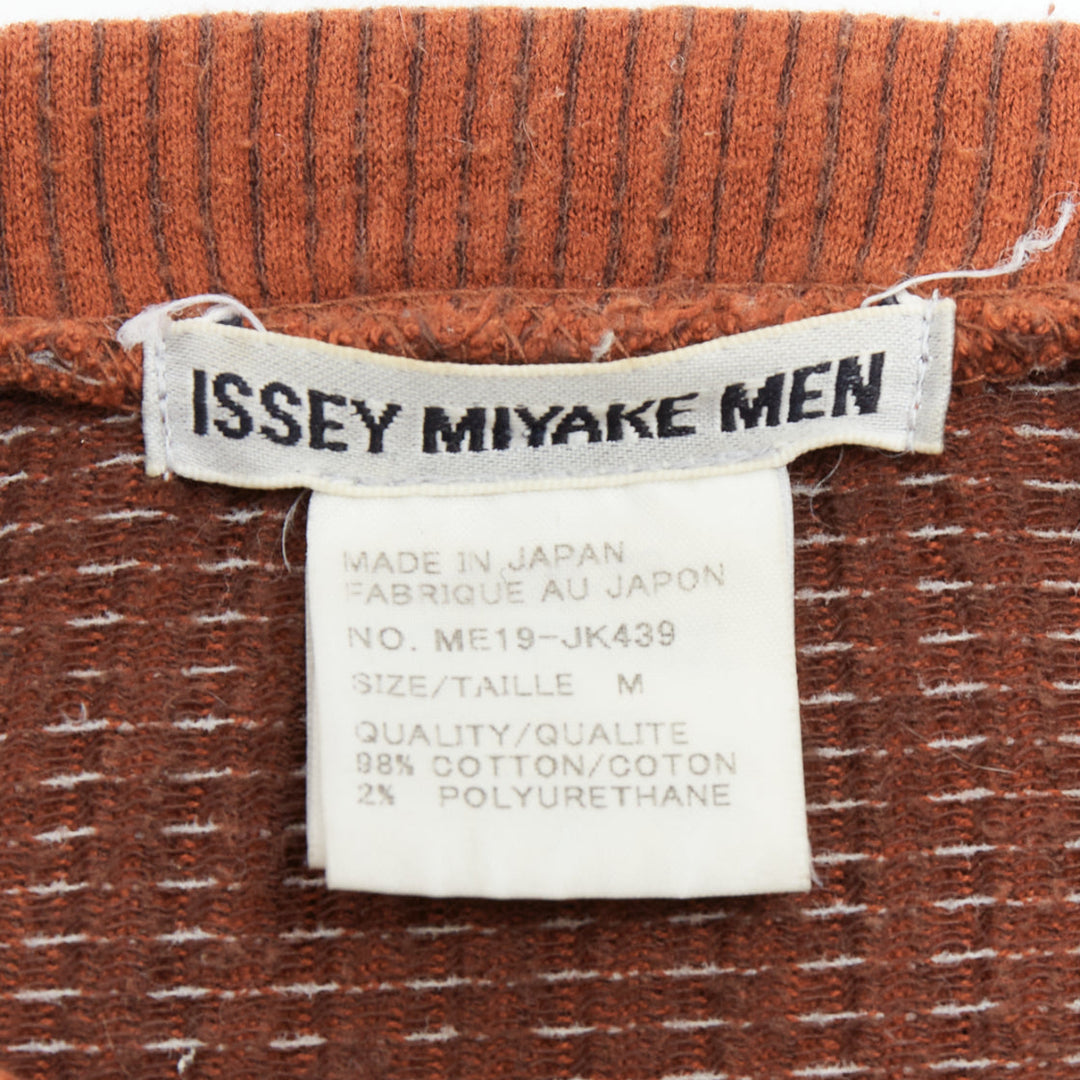 ISSEY MIYAKE MEN
MADE IN JAPAN
FABRIQUE AU JAPON
NO. ME19-JK439
SIZE/TAILLE M
QUALITY/QUALITE
98% COTTON/COTON
2% POLYURETHANE